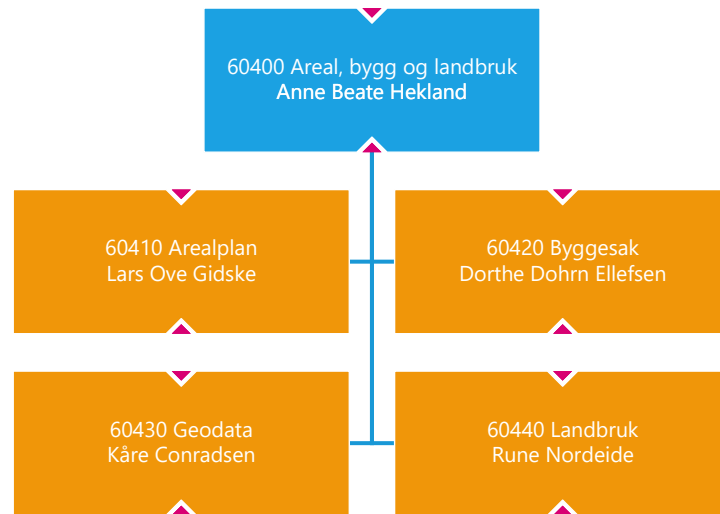 60400 Areal, bygg og landbruk
Anne Beate Hekland
60410 Arealplan
Lars Ove Gidske
60420 Byggesak
Dorthe Dohrn Ellefsen
60430 Geodata
Kåre Conradsen
60440 Landbruk
Rune Nordeide